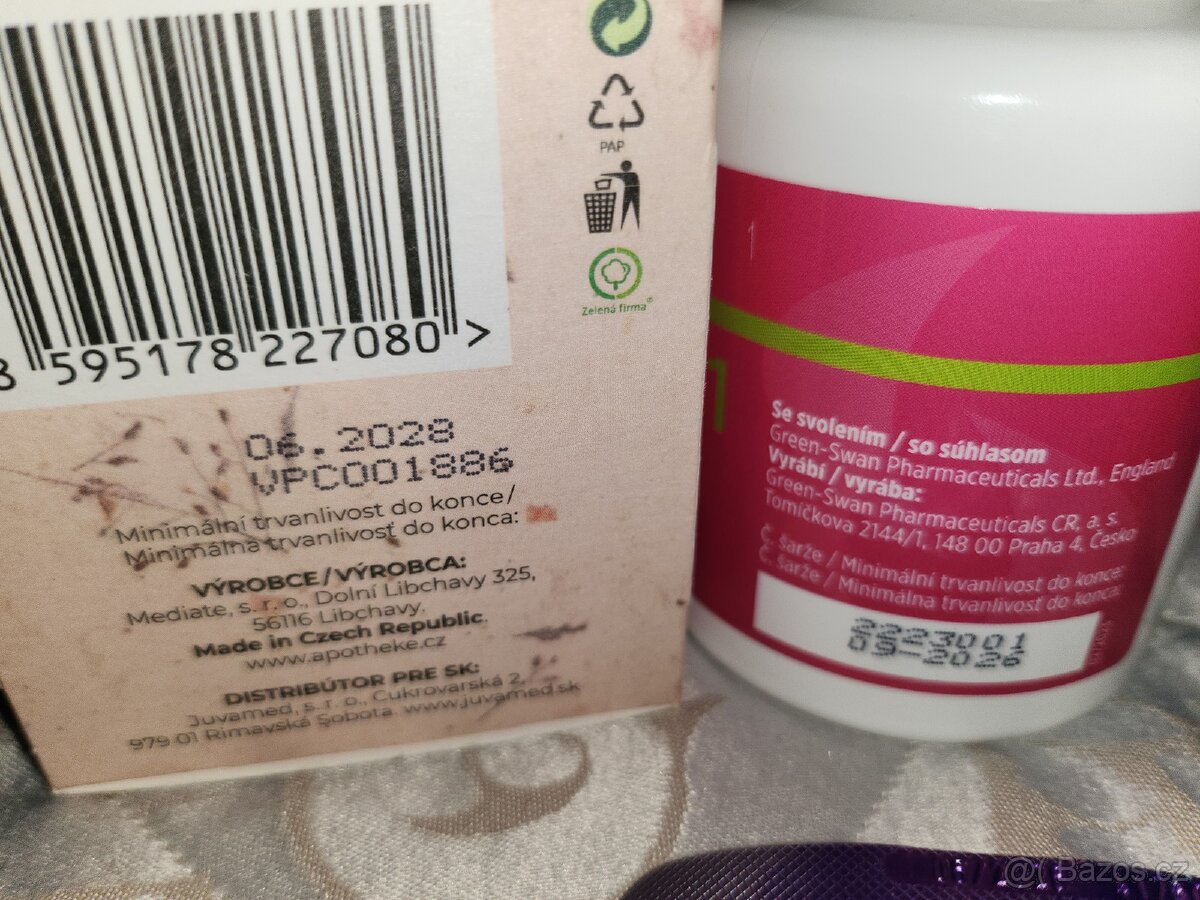 8 595178 227080 >
06.2028
VPC001886
Minimální trvanlivost do konce/
Minimálna trvanlivosť do konca:
VÝROBCE/VÝROBCA:
Mediate, s. r. o., Dolní Libchavy 325,
56116 Libchavy.
Made in Czech Republic.
www.apotheke.cz
DISTRIBÚTOR PRE SK:
Juvamed, s.r.o., Cukrovarská 2,
979 01 Rimavská Sobota. www.juvamed.sk
PAP
Zelená firma®
Se svolením / so súhlasom
Green-Swan Pharmaceuticals Ltd., England
Vyrábí / vyrába:
Green-Swan Pharmaceuticals CR, a. s.
Tomíčkova 2144/1, 148 00 Praha 4, Česko
Č. šarže / Minimální trvanlivost do konce:
Č. šarže / Minimálna trvanlivosť do konca:
2223001
09-2026
@ Bazos.cz